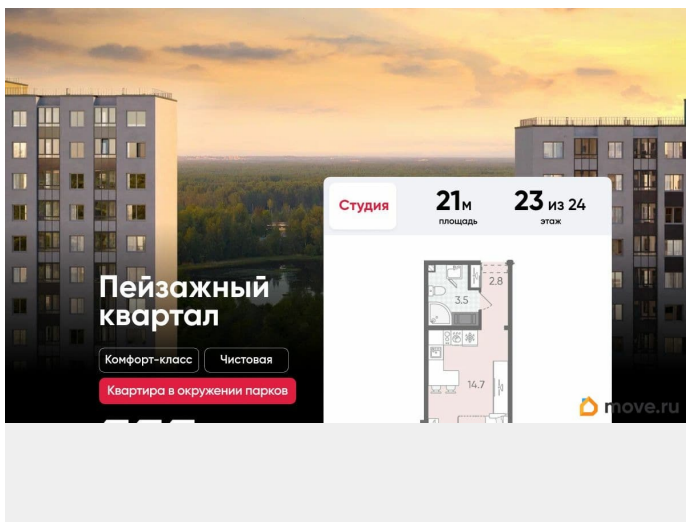 Студия
21м
площадь
23 из 24
этаж
2.8
3.5
14.7
Пейзажный
квартал
Комфорт-класс
Чистовая
Квартира в окружении парков
move.ru